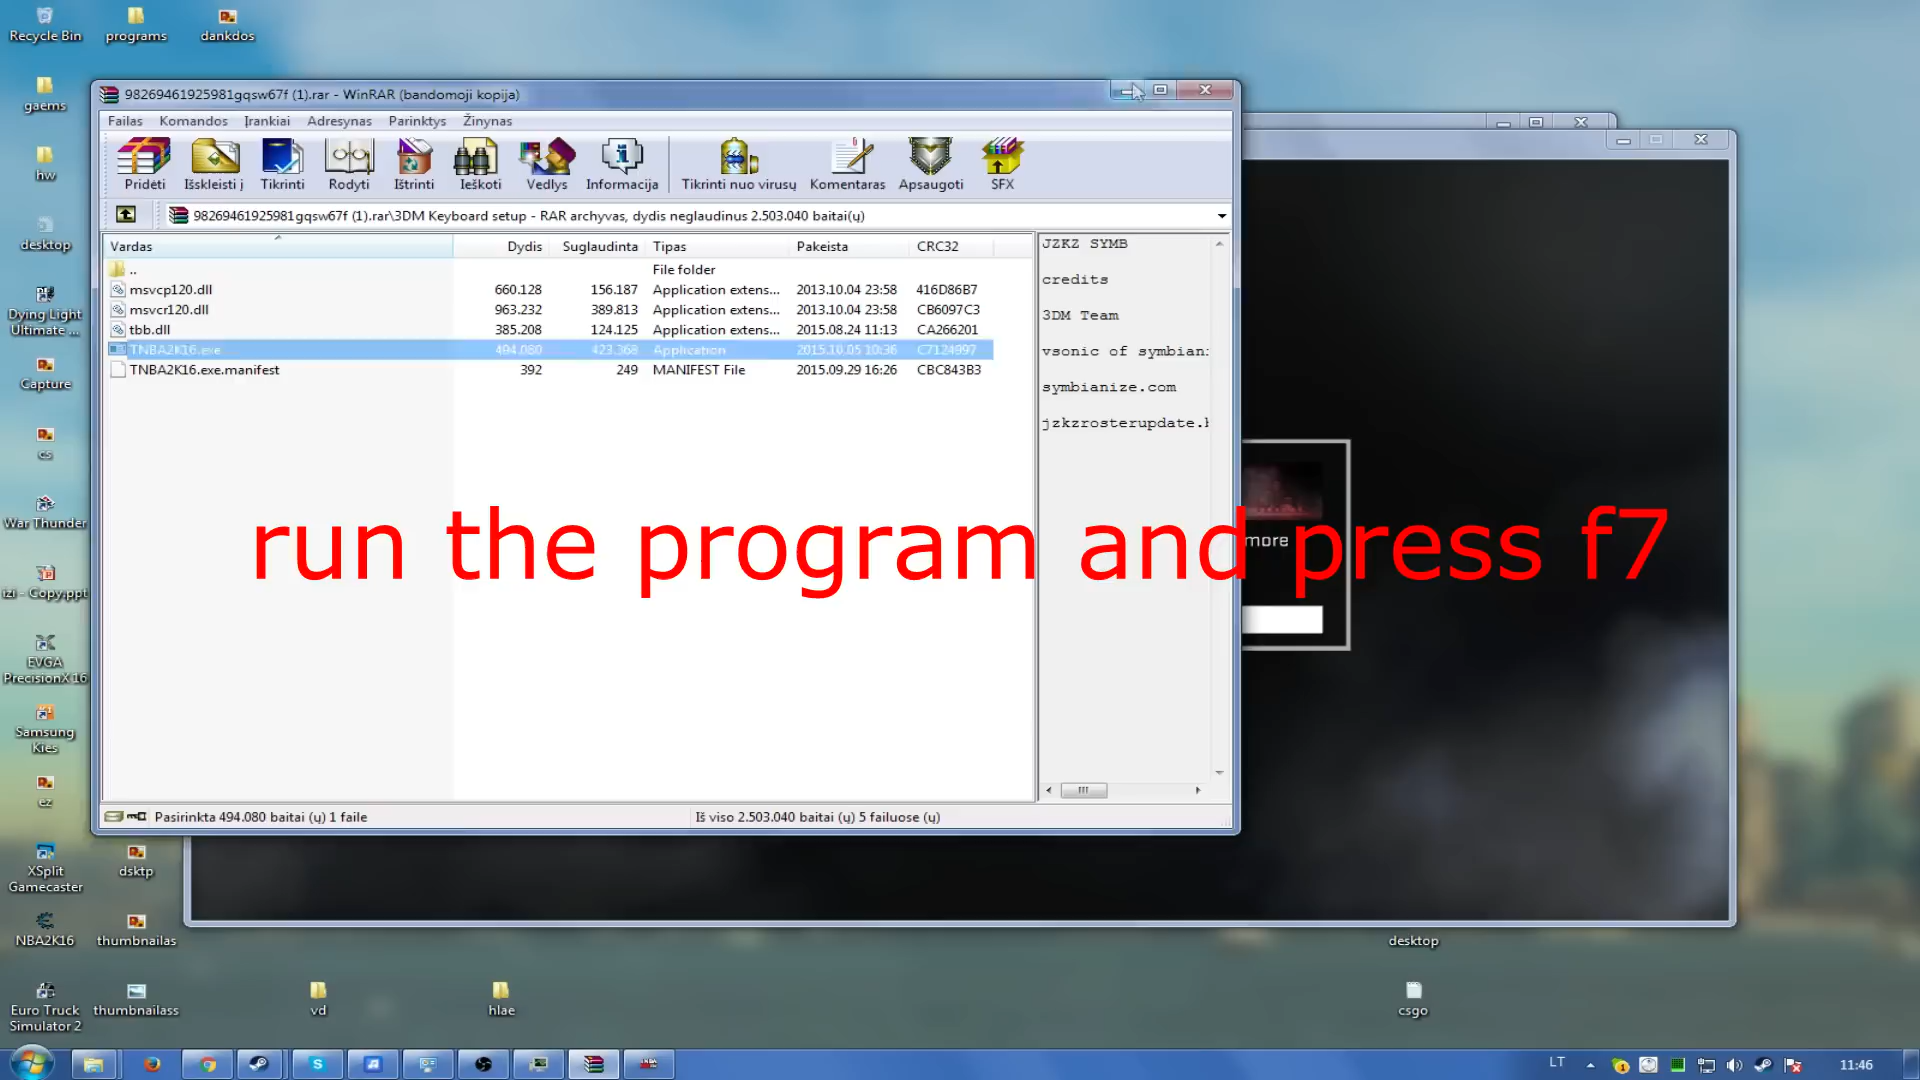 Recycle Bin
programs
dankdos
gaems
hw
desktop
Dying Light
Ultimate ...
Capture
cs
War Thunder
izi - Copy.ppt
EVGA
PrecisionX 16
Samsung
Kies
ez
XSplit
Gamecaster
dsktp
NBA2K16
thumbnailas
Euro Truck
Simulator 2
thumbnailass
vd
hlae
desktop
csgo
98269461925981gqsw67f (1).rar - WinRAR (bandomoji kopija)
Failas Komandos Įrankiai Adresynas Parinktys Žinynas
Pridėti Išskleisti į Tikrinti Rodyti Ištrinti Ieškoti Vedlys Informacija Tikrinti nuo virusų Komentaras Apsaugoti SFX
98269461925981gqsw67f (1).rar\3DM Keyboard setup - RAR archyvas, dydis neglaudinus 2.503.040 baitai(ų)
Vardas Dydis Suglaudinta Tipas Pakeista CRC32
.. File folder
msvcp120.dll 660.128 156.187 Application extens... 2013.10.04 23:58 416D86B7
msvcr120.dll 963.232 389.813 Application extens... 2013.10.04 23:58 CB6097C3
tbb.dll 385.208 124.125 Application extens... 2015.08.24 11:13 CA266201
TNBA2K16.exe 494.080 423.368 Application 2015.10.05 10:36 C7124997
TNBA2K16.exe.manifest 392 249 MANIFEST File 2015.09.29 16:26 CBC843B3
JZKZ SYMB
credits
3DM Team
vsonic of symbian
symbianize.com
jzkzrosterupdate.
run the program and press f7
more
Pasirinkta 494.080 baitai (ų) 1 faile
Iš viso 2.503.040 baitai (ų) 5 failuose (ų)
LT
11:46